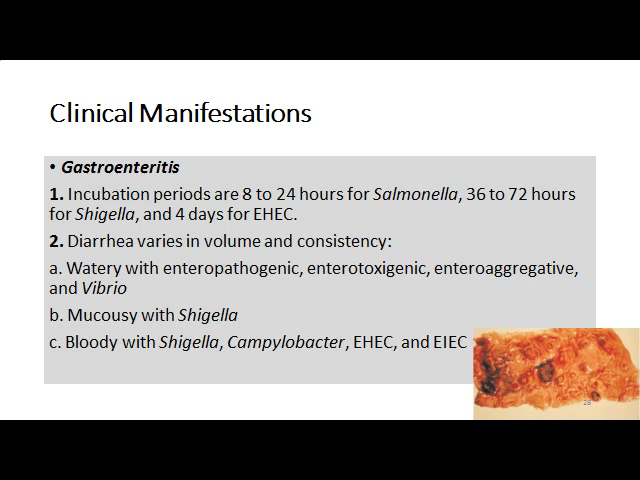 Clinical Manifestations
• Gastroenteritis
1. Incubation periods are 8 to 24 hours for Salmonella, 36 to 72 hours
for Shigella, and 4 days for EHEC.
2. Diarrhea varies in volume and consistency:
a. Watery with enteropathogenic, enterotoxigenic, enteroaggregative,
and Vibrio
b. Mucousy with Shigella
c. Bloody with Shigella, Campylobacter, EHEC, and EIEC
28